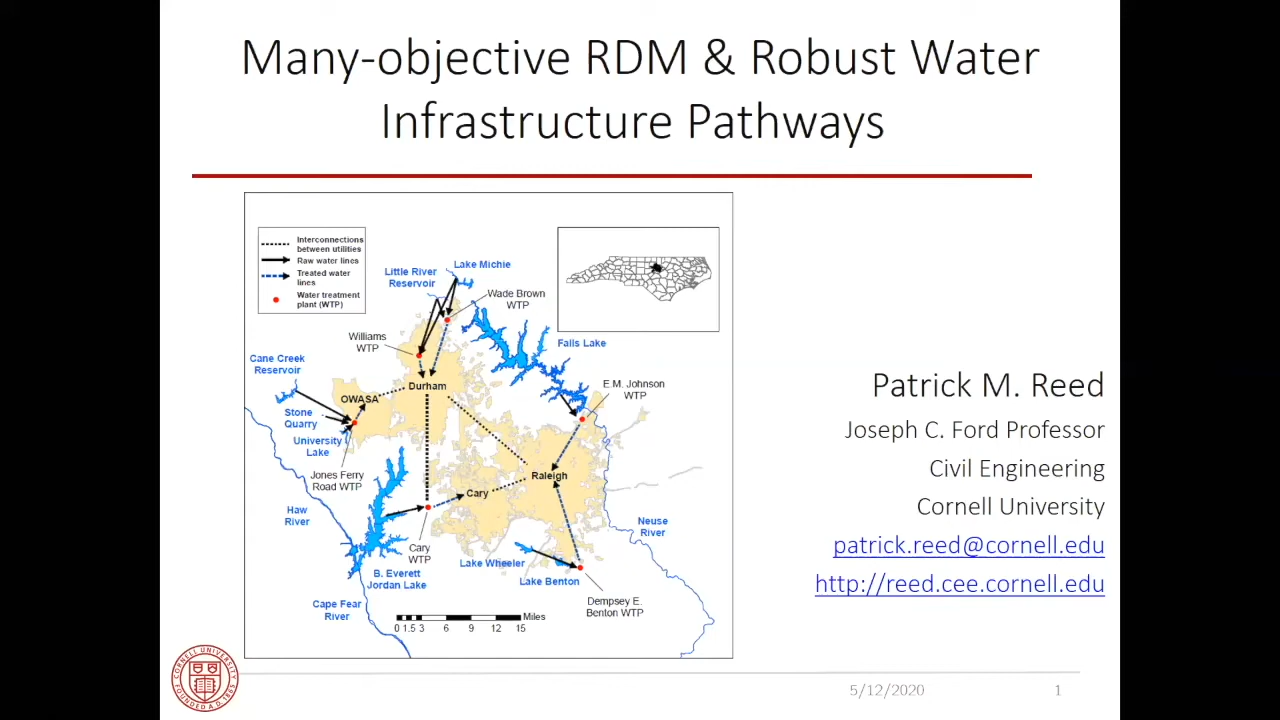 Many-objective RDM & Robust Water
Infrastructure Pathways
Interconnections
between utilities
Raw water lines
Treated water
lines
Water treatment
plant (WTP)
Lake Michie
Little River
Reservoir
Wade Brown
WTP
Williams
WTP
Falls Lake
Cane Creek
Reservoir
Durham
E.M. Johnson
WTP
OWASA
Stone
Quarry
University
Lake
Jones Ferry
Road WTP
Raleigh
Cary
Haw
River
Neuse
River
Cary
WTP
Lake Wheeler
B. Everett
Jordan Lake
Lake Benton
Cape Fear
River
Dempsey E.
Benton WTP
Miles
0 1.5 3 6 9 12 15
Patrick M. Reed
Joseph C. Ford Professor
Civil Engineering
Cornell University
patrick.reed@cornell.edu
http://reed.cee.cornell.edu
CORNELL UNIVERSITY
FOUNDED A.D. 1865
5/12/2020
1